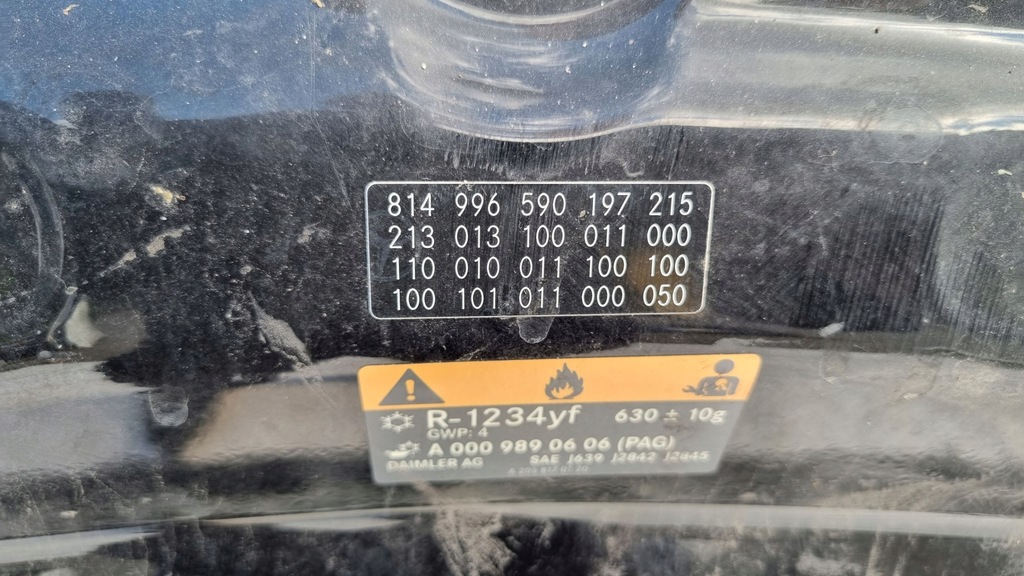 814 996 590 197 215
213 013 100 011 000
110 010 011 100 100
100 101 011 000 050
R-1234yf 630 ± 10g
GWP: 4
A 000 989 06 06 (PAG)
DAIMLER AG SAE J639 J2842 J2845